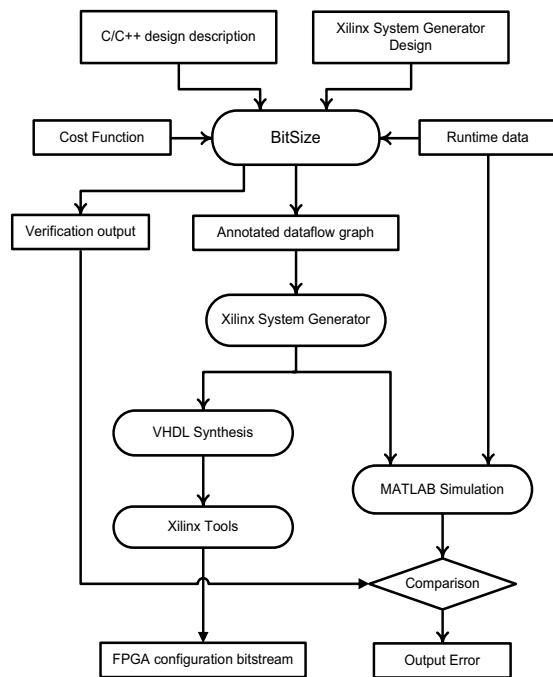 C/C++ design description
Xilinx System Generator
Design
Cost Function
BitSize
Runtime data
Verification output
Annotated dataflow graph
Xilinx System Generator
VHDL Synthesis
MATLAB Simulation
Xilinx Tools
Comparison
FPGA configuration bitstream
Output Error